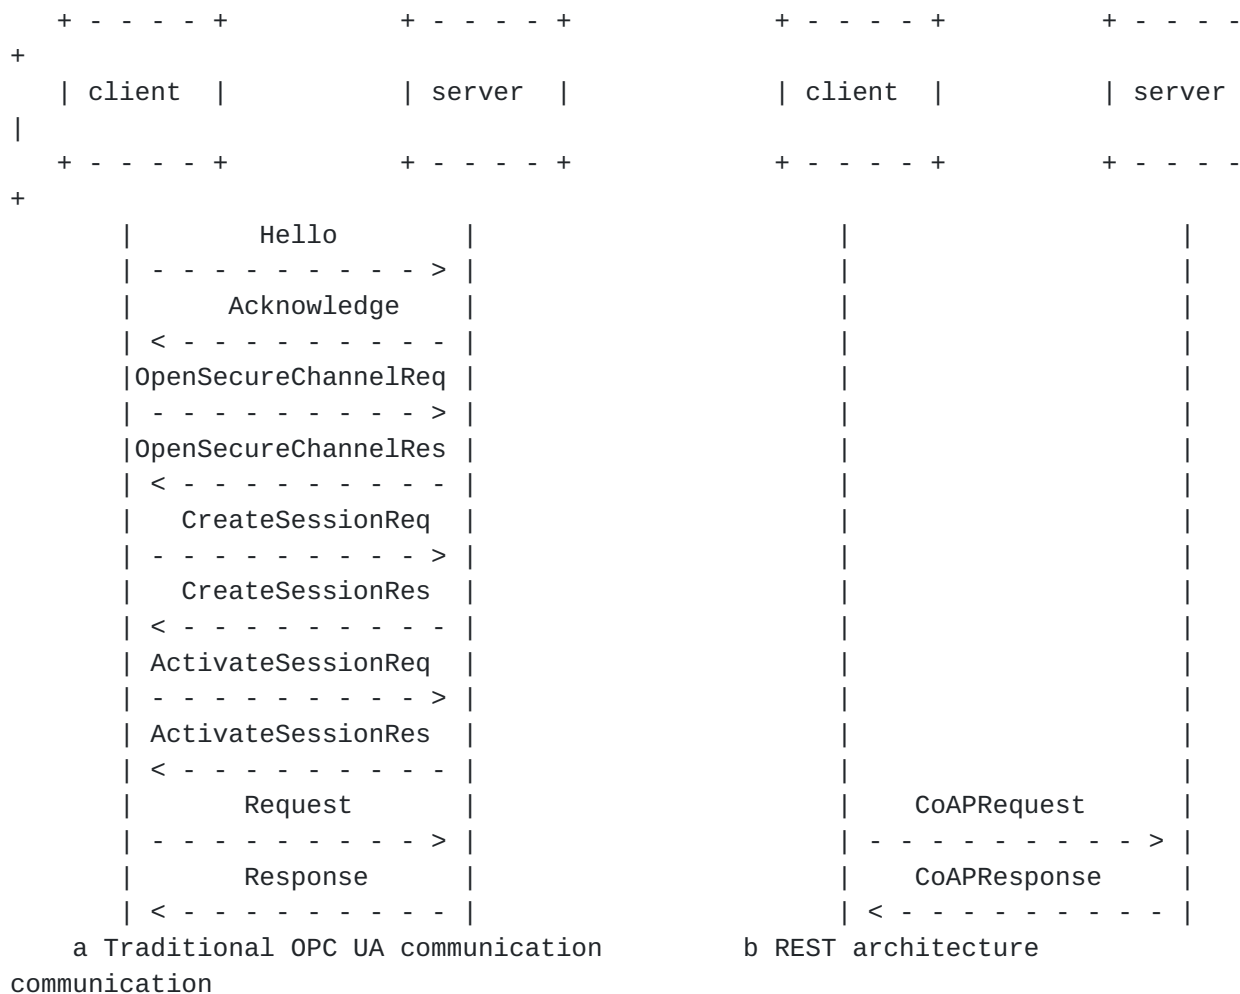 + - - - - +           + - - - - +             + - - - - +          + - - - -
+
| client  |           | server  |             | client  |          | server
|
+ - - - - +           + - - - - +             + - - - - +          + - - - -
+
|        Hello        |                       |                     |
| - - - - - - - - - > |                       |                     |
|      Acknowledge    |                       |                     |
| < - - - - - - - - - |                       |                     |
|OpenSecureChannelReq |                       |                     |
| - - - - - - - - - > |                       |                     |
|OpenSecureChannelRes |                       |                     |
| < - - - - - - - - - |                       |                     |
|   CreateSessionReq  |                       |                     |
| - - - - - - - - - > |                       |                     |
|   CreateSessionRes  |                       |                     |
| < - - - - - - - - - |                       |                     |
| ActivateSessionReq  |                       |                     |
| - - - - - - - - - > |                       |                     |
| ActivateSessionRes  |                       |                     |
| < - - - - - - - - - |                       |                     |
|       Request       |                       |    CoAPRequest      |
| - - - - - - - - - > |                       | - - - - - - - - - > |
|       Response      |                       |    CoAPResponse     |
| < - - - - - - - - - |                       | < - - - - - - - - - |
a Traditional OPC UA communication         b REST architecture
communication